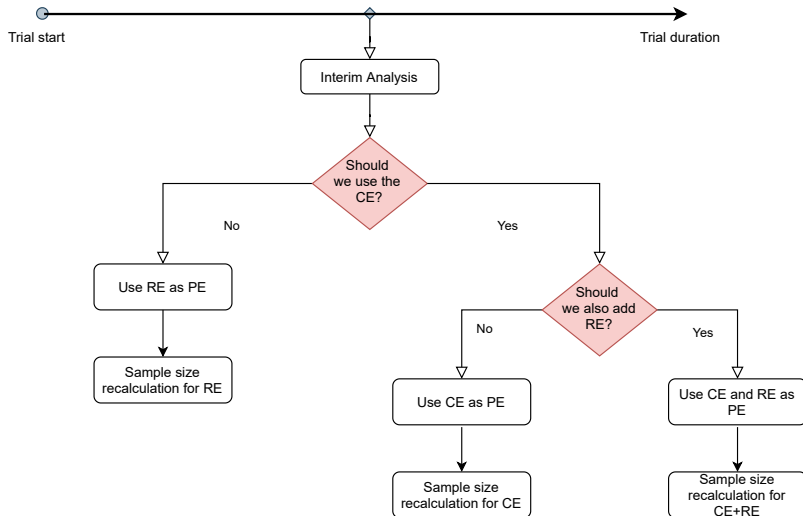 Trial start
Trial duration
Interim Analysis
Should
we use the
CE?
No
Yes
Use RE as PE
Should
we also add
RE?
No
Yes
Sample size
recalculation for RE
Use CE as PE
Use CE and RE as
PE
Sample size
recalculation for CE
Sample size
recalculation for
CE+RE